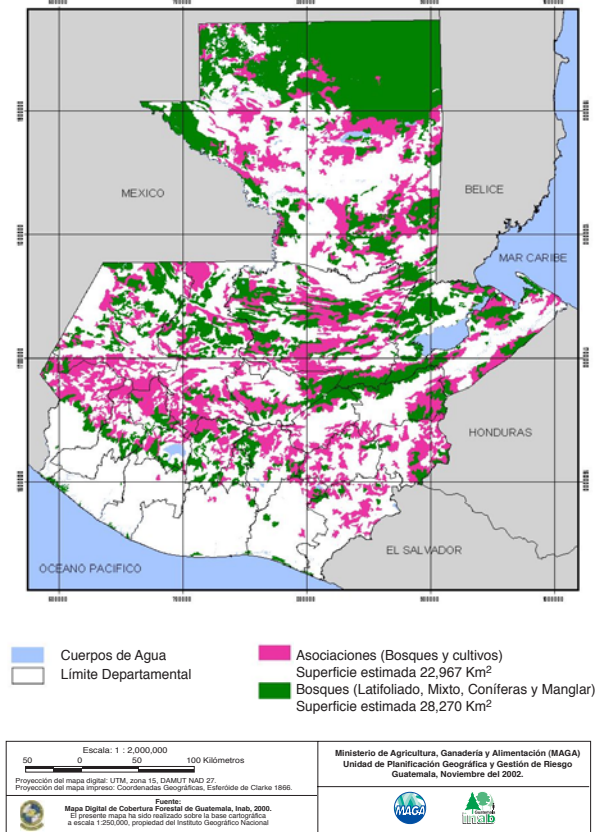 MEXICO
BELICE
MAR CARIBE
HONDURAS
EL SALVADOR
OCEANO PACIFICO
Cuerpos de Agua
Límite Departamental
Asociaciones (Bosques y cultivos)
Superficie estimada 22,967 Km²
Bosques (Latifoliado, Mixto, Coníferas y Manglar)
Superficie estimada 28,270 Km²
Escala: 1 : 2,000,000
50 0 50 100 Kilómetros
Proyección del mapa digital: UTM, zona 15, DAMUT NAD 27.
Proyección del mapa impreso: Coordenadas Geográficas, Esferóide de Clarke 1866.
Fuente:
Mapa Digital de Cobertura Forestal de Guatemala, Inab, 2000.
El presente mapa ha sido realizado sobre la base cartográfica
a escala 1:250,000, propiedad del Instituto Geográfico Nacional
Ministerio de Agricultura, Ganadería y Alimentación (MAGA)
Unidad de Planificación Geográfica y Gestión de Riesgo
Guatemala, Noviembre del 2002.
MAGA
inab